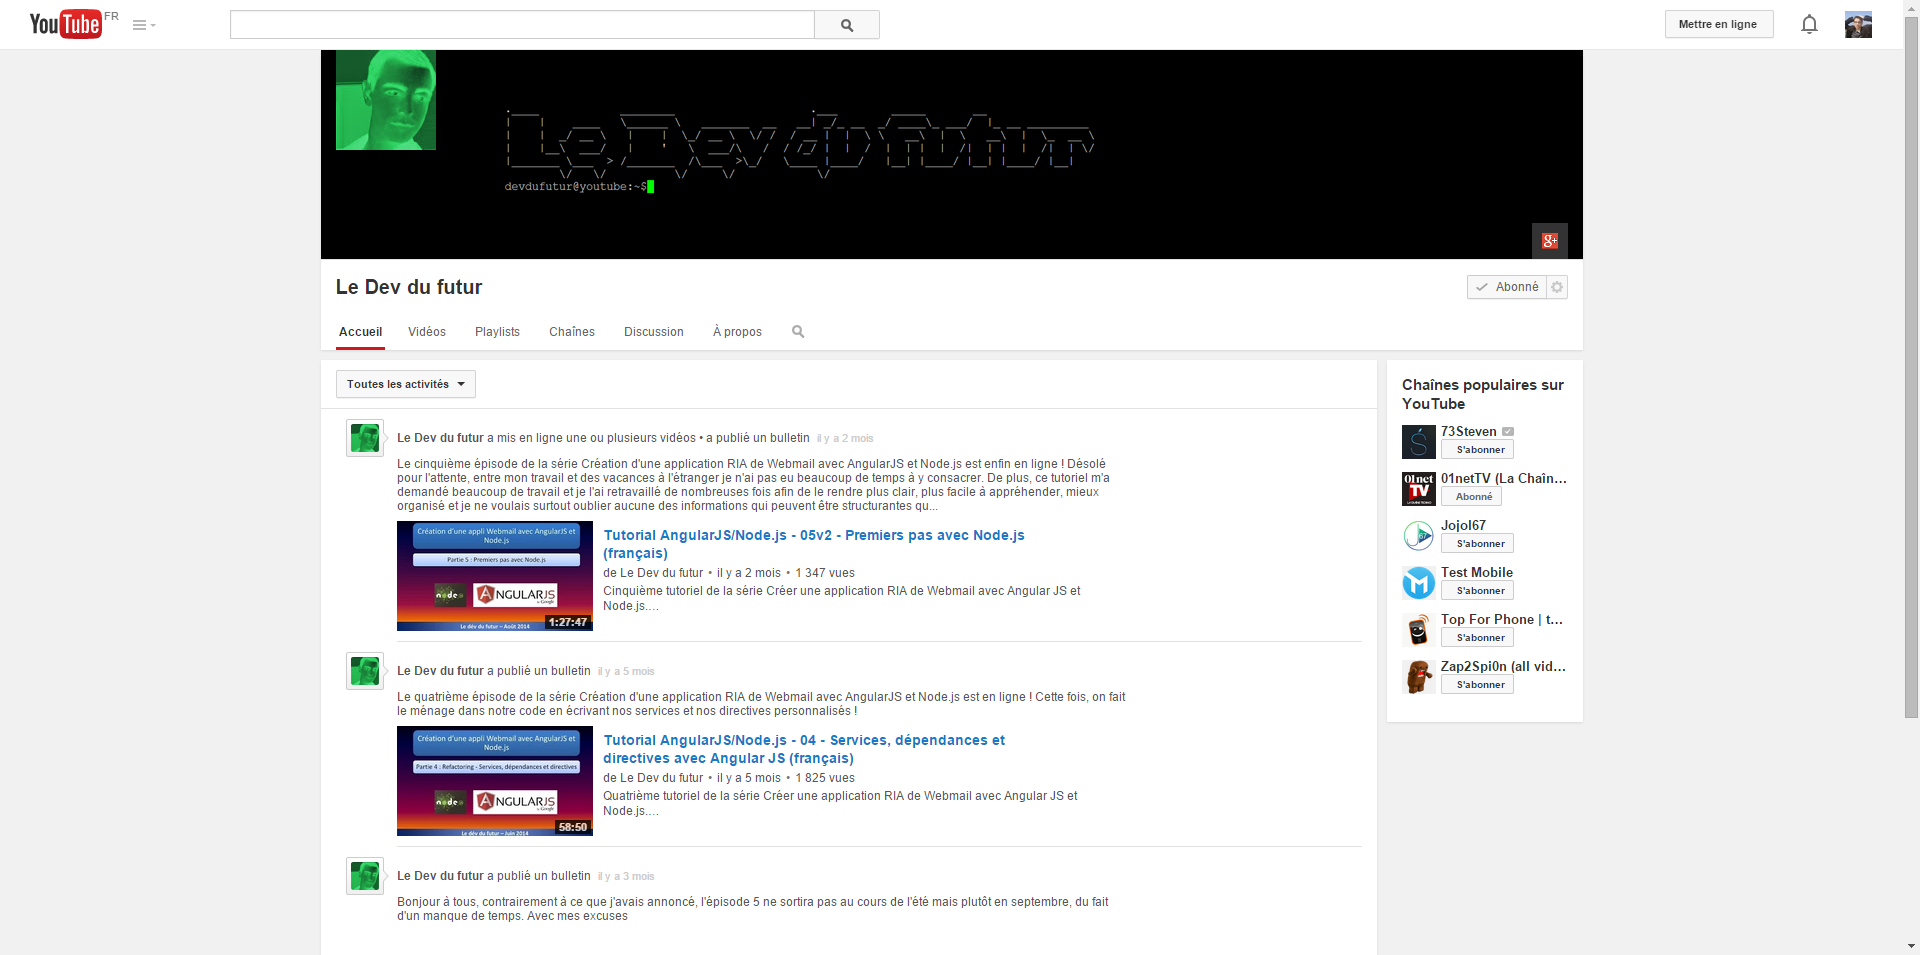 YouTube FR
Mettre en ligne
Le Dev du futur
devdufutur@youtube:~$
g+
Le Dev du futur
Abonné
Accueil Vidéos Playlists Chaînes Discussion À propos
Toutes les activités
Le Dev du futur a mis en ligne une ou plusieurs vidéos • a publié un bulletin il y a 2 mois
Le cinquième épisode de la série Création d'une application RIA de Webmail avec AngularJS et Node.js est enfin en ligne ! Désolé
pour l'attente, entre mon travail et des vacances à l'étranger je n'ai pas eu beaucoup de temps à y consacrer. De plus, ce tutoriel m'a
demandé beaucoup de travail et je l'ai retravaillé de nombreuses fois afin de le rendre plus clair, plus facile à appréhender, mieux
organisé et je ne voulais surtout oublier aucune des informations qui peuvent être structurantes qu...
Création d'une appli Webmail avec AngularJS et
Node.js
Partie 5 : Premiers pas avec Node.js
node
ANGULARJS
by Google
Le dév du futur – Août 2014
1:27:47
Tutorial AngularJS/Node.js - 05v2 - Premiers pas avec Node.js
(français)
de Le Dev du futur • il y a 2 mois • 1 347 vues
Cinquième tutoriel de la série Créer une application RIA de Webmail avec Angular JS et
Node.js....
Le Dev du futur a publié un bulletin il y a 5 mois
Le quatrième épisode de la série Création d'une application RIA de Webmail avec AngularJS et Node.js est en ligne ! Cette fois, on fait
le ménage dans notre code en écrivant nos services et nos directives personnalisés !
Création d'une appli Webmail avec AngularJS et
Node.js
Partie 4 : Refactoring - Services, dépendances et directives
node
ANGULARJS
by Google
Le dév du futur – Juin 2014
58:50
Tutorial AngularJS/Node.js - 04 - Services, dépendances et
directives avec Angular JS (français)
de Le Dev du futur • il y a 5 mois • 1 825 vues
Quatrième tutoriel de la série Créer une application RIA de Webmail avec Angular JS et
Node.js....
Le Dev du futur a publié un bulletin il y a 3 mois
Bonjour à tous, contrairement à ce que j'avais annoncé, l'épisode 5 ne sortira pas au cours de l'été mais plutôt en septembre, du fait
d'un manque de temps. Avec mes excuses
Chaînes populaires sur
YouTube
73Steven
S'abonner
01net
TV
01netTV (La Chaîn...
Abonné
Jojol67
S'abonner
Test Mobile
S'abonner
Top For Phone | t...
S'abonner
Zap2Spi0n (all vid...
S'abonner